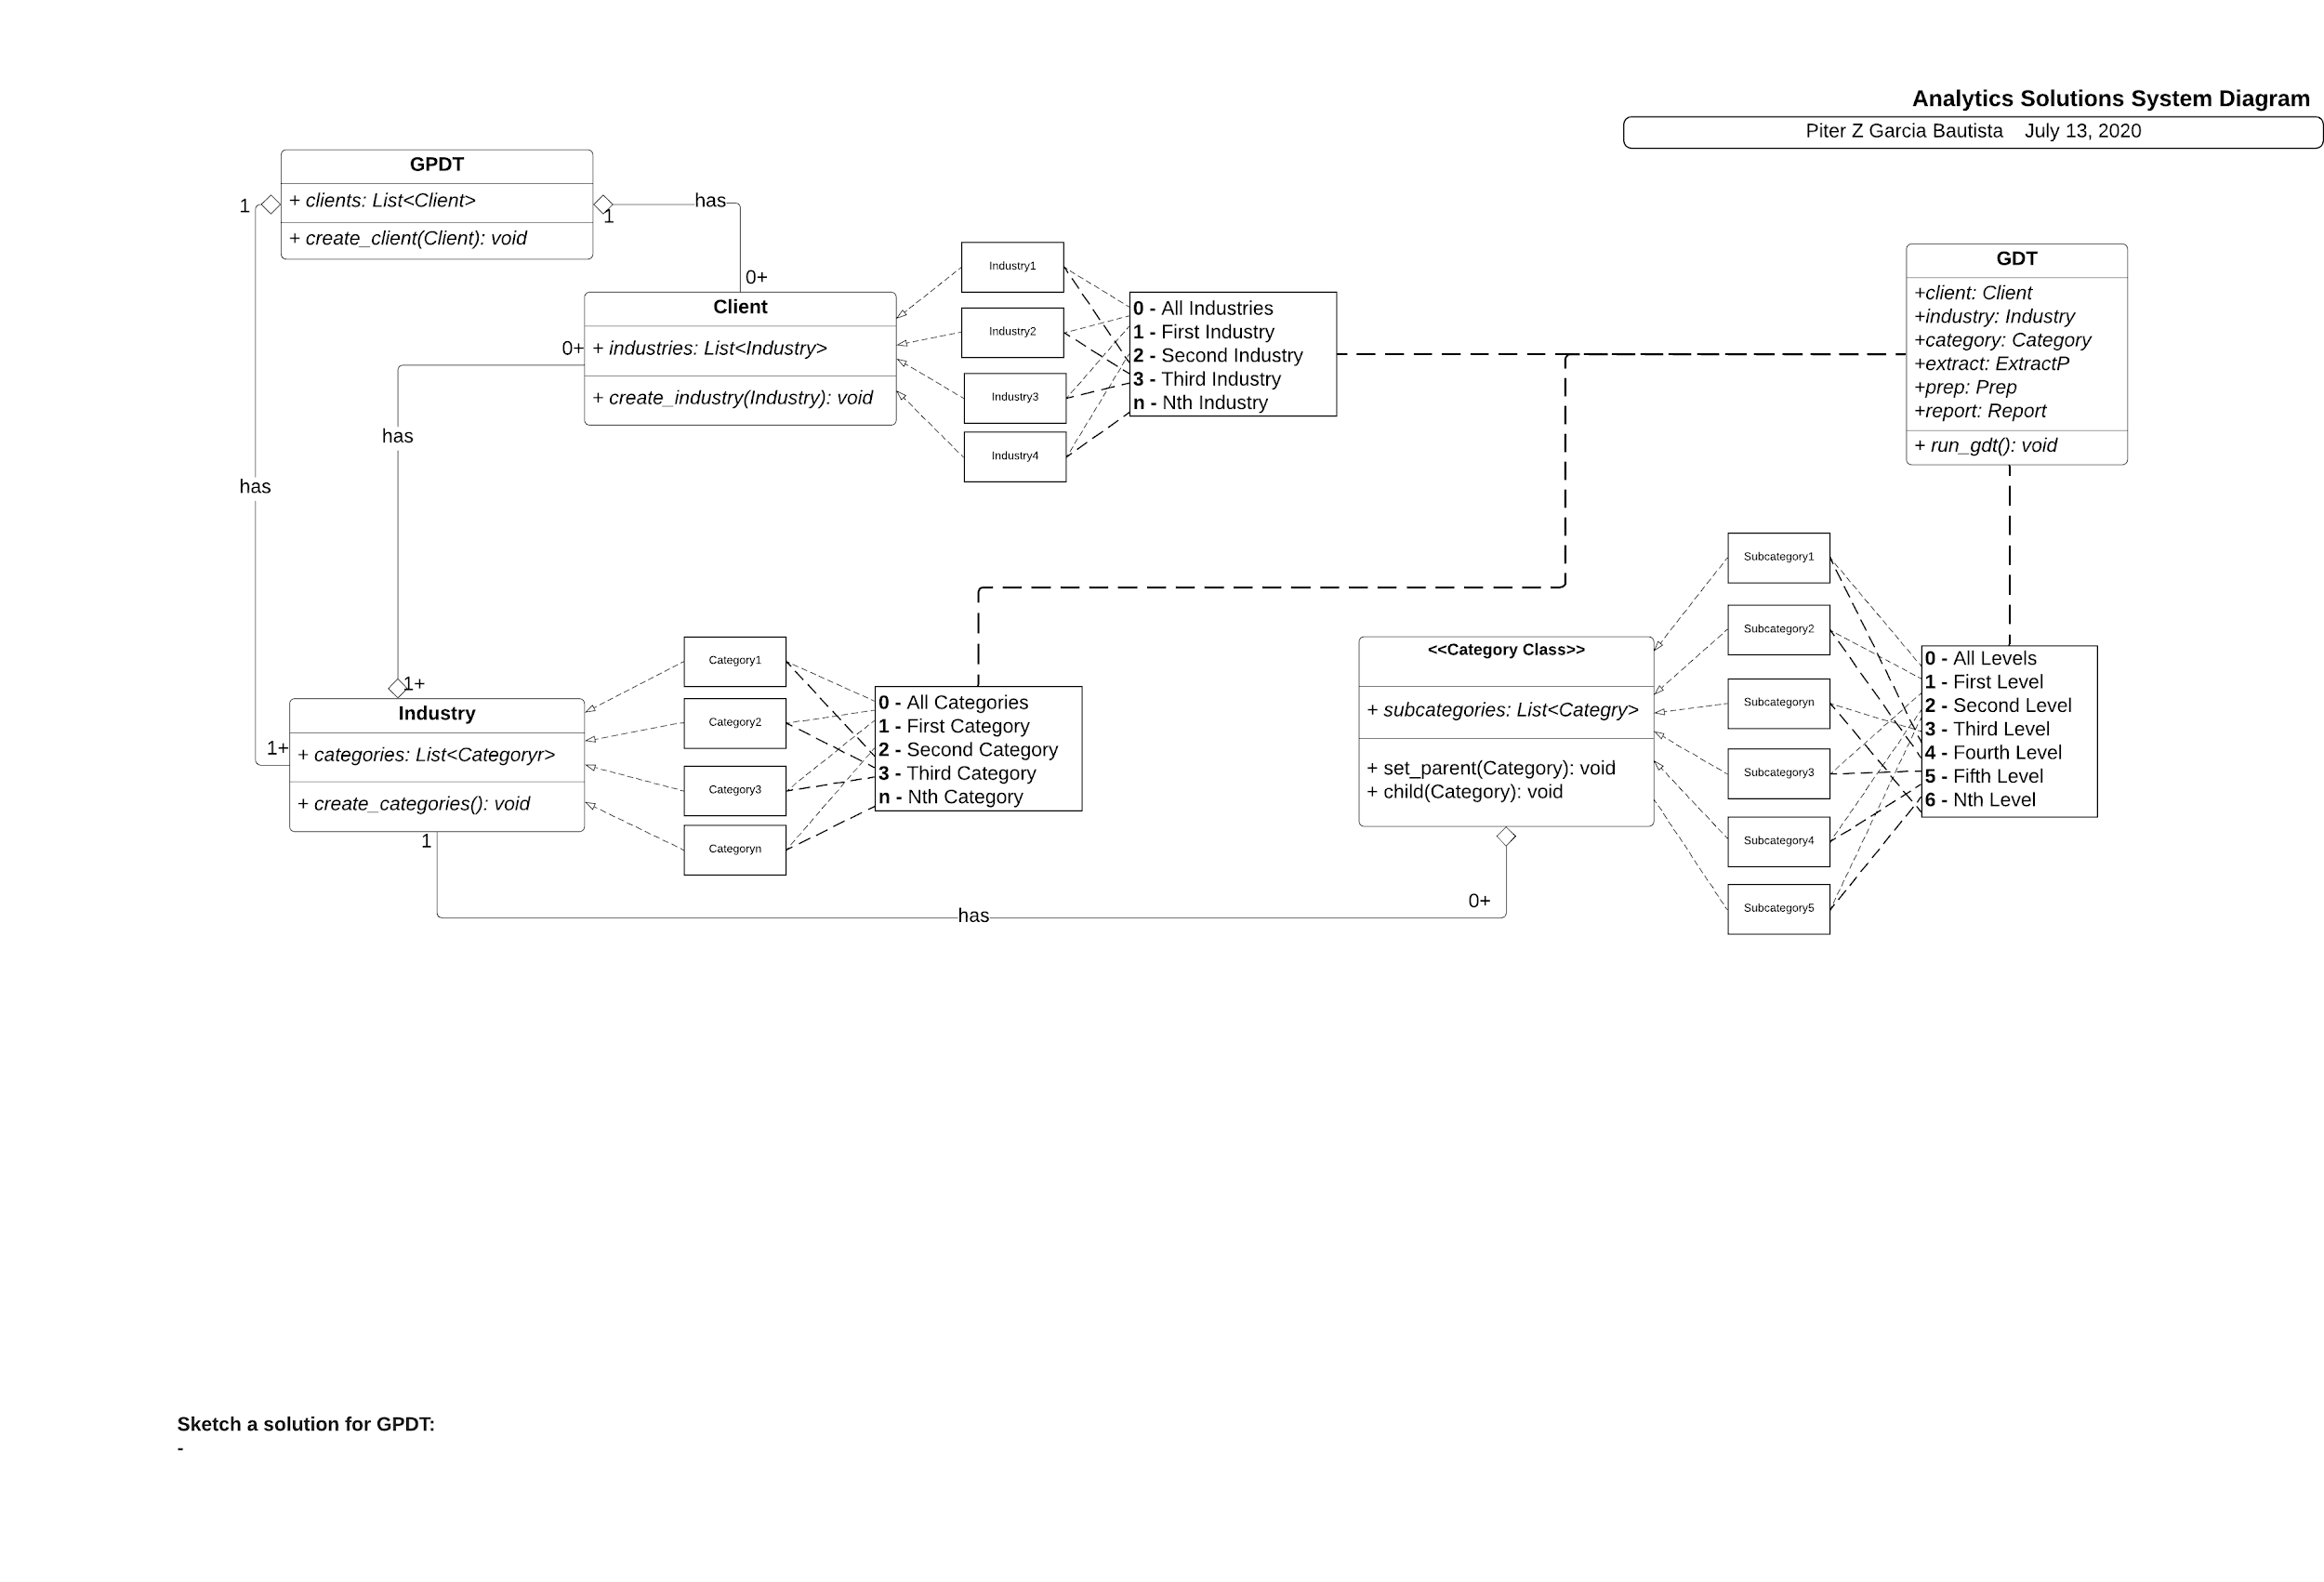 Analytics Solutions System Diagram
Piter Z Garcia Bautista    July 13, 2020
GPDT
+ clients: List<Client>
+ create_client(Client): void
1
1
has
0+
has
Client
+ industries: List<Industry>
+ create_industry(Industry): void
0+
has
1+
1+
Industry1
Industry2
Industry3
Industry4
0 - All Industries
1 - First Industry
2 - Second Industry
3 - Third Industry
n - Nth Industry
GDT
+client: Client
+industry: Industry
+category: Category
+extract: ExtractP
+prep: Prep
+report: Report
+ run_gdt(): void
Industry
+ categories: List<Categoryr>
+ create_categories(): void
1
has
0+
Category1
Category2
Category3
Categoryn
0 - All Categories
1 - First Category
2 - Second Category
3 - Third Category
n - Nth Category
<<Category Class>>
+ subcategories: List<Categry>
+ set_parent(Category): void
+ child(Category): void
Subcategory1
Subcategory2
Subcategoryn
Subcategory3
Subcategory4
Subcategory5
0 - All Levels
1 - First Level
2 - Second Level
3 - Third Level
4 - Fourth Level
5 - Fifth Level
6 - Nth Level
Sketch a solution for GPDT:
-